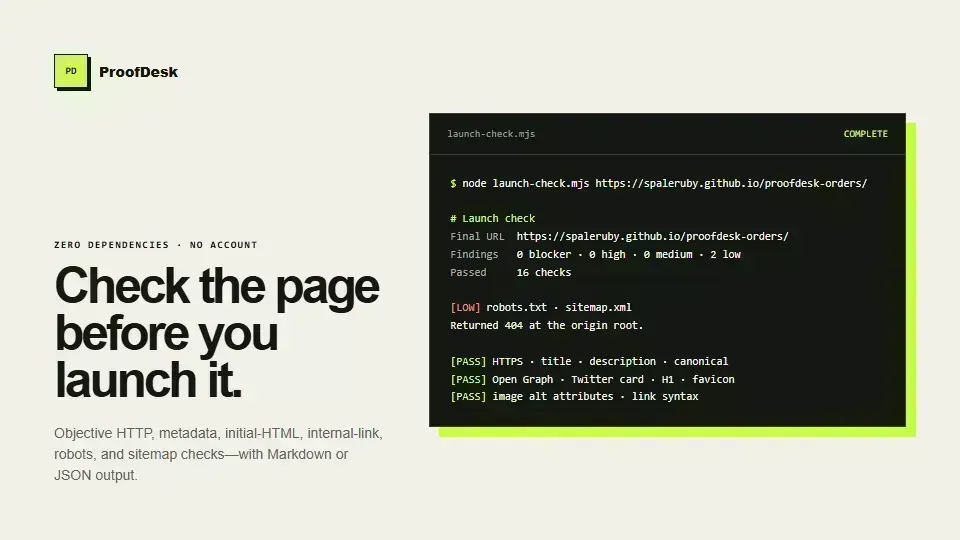 PD
ProofDesk
ZERO DEPENDENCIES · NO ACCOUNT
Check the page
before you
launch it.
Objective HTTP, metadata, initial-HTML, internal-link,
robots, and sitemap checks—with Markdown or
JSON output.
launch-check.mjs COMPLETE
$ node launch-check.mjs https://spaleruby.github.io/proofdesk-orders/
# Launch check
Final URL https://spaleruby.github.io/proofdesk-orders/
Findings 0 blocker · 0 high · 0 medium · 2 low
Passed 16 checks
[LOW] robots.txt · sitemap.xml
Returned 404 at the origin root.
[PASS] HTTPS · title · description · canonical
[PASS] Open Graph · Twitter card · H1 · favicon
[PASS] image alt attributes · link syntax